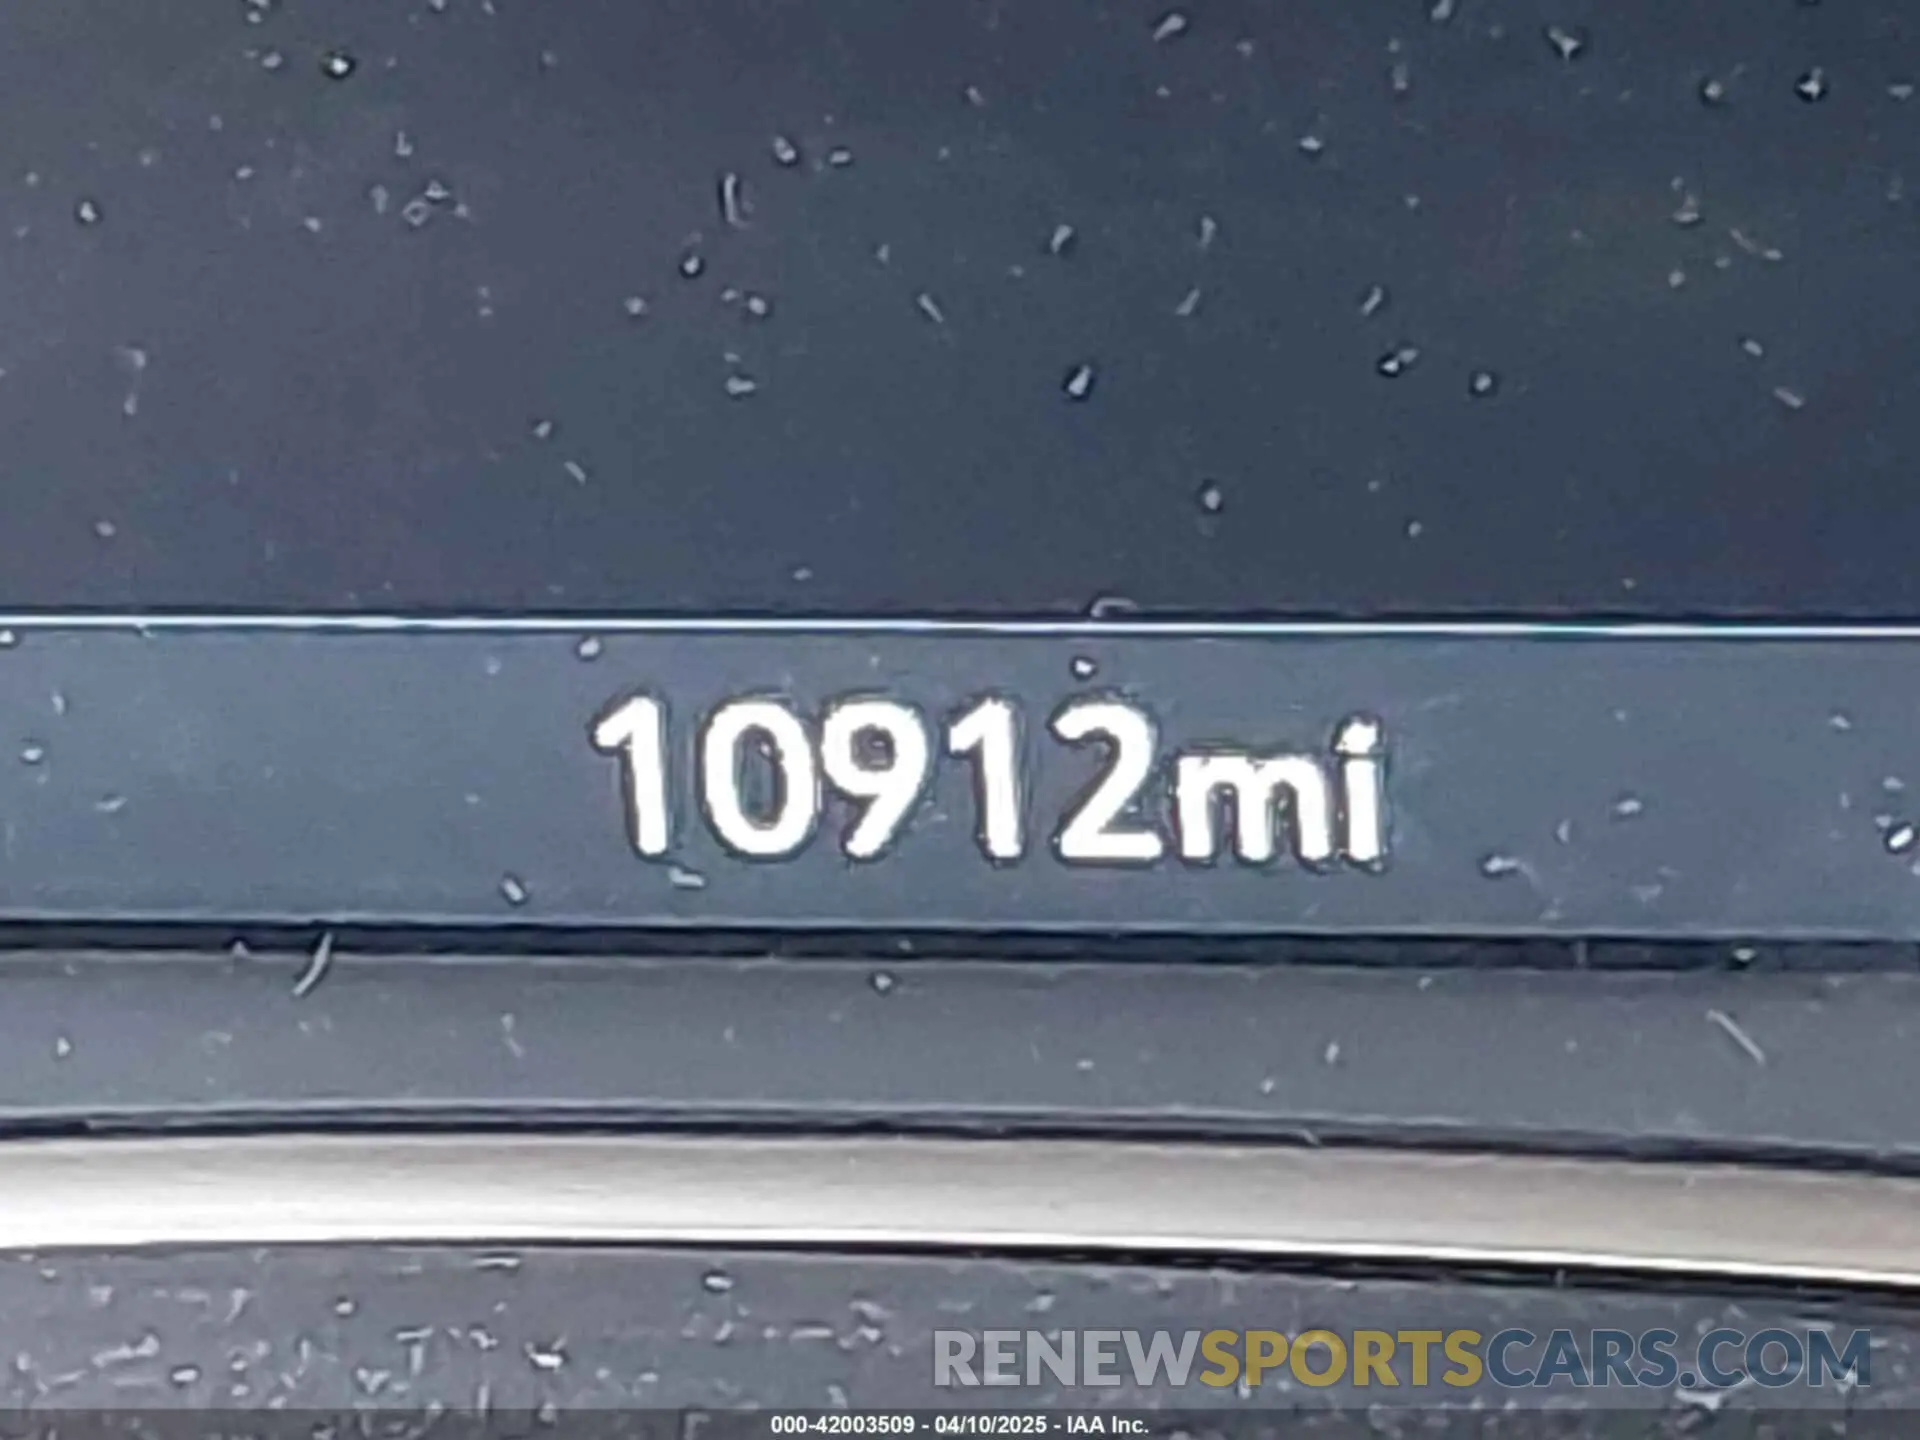 10912mi
RENEWSPORTSCARS.COM
000-42003509 - 04/10/2025 - IAA Inc.